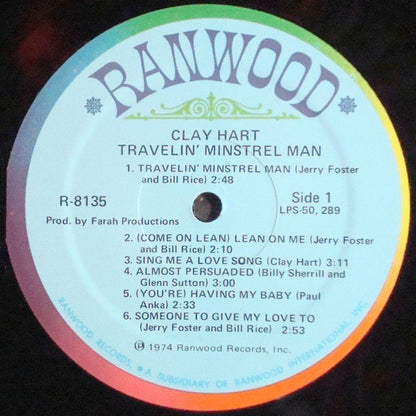 RANWOOD
CLAY HART
TRAVELIN' MINSTREL MAN
1. TRAVELIN' MINSTREL MAN (Jerry Foster
and Bill Rice) 2:48
R-8135
Side 1
LPS-50, 289
Prod. by Farah Productions
2. (COME ON LEAN) LEAN ON ME (Jerry Foster
and Bill Rice) 2:10
3. SING ME A LOVE SONG (Clay Hart) 3:11
4. ALMOST PERSUADED (Billy Sherrill and
Glenn Sutton) 3:00
5. (YOU'RE) HAVING MY BABY (Paul
Anka) 2:33
6. SOMEONE TO GIVE MY LOVE TO
(Jerry Foster and Bill Rice) 2:53
℗ 1974 Ranwood Records, Inc.
RANWOOD RECORDS, • A SUBSIDIARY OF RANWOOD INTERNATIONAL, INC.